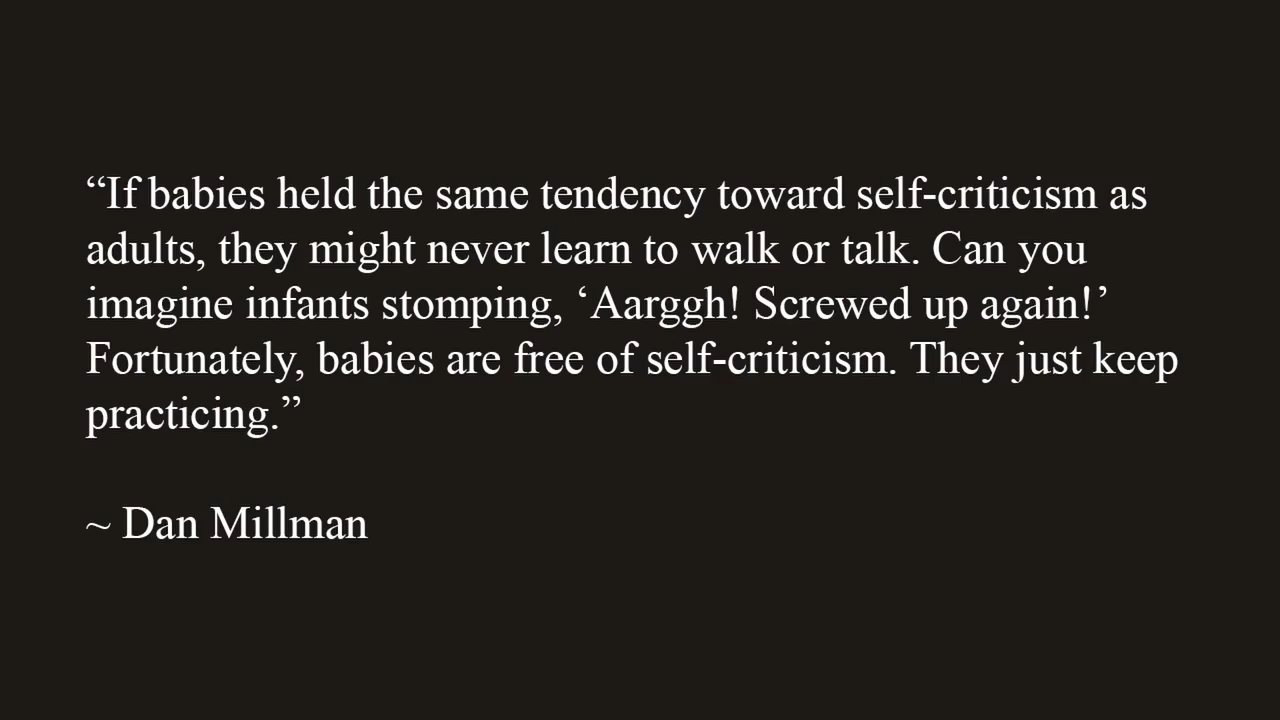 “If babies held the same tendency toward self-criticism as
adults, they might never learn to walk or talk. Can you
imagine infants stomping, ‘Aarggh! Screwed up again!’
Fortunately, babies are free of self-criticism. They just keep
practicing.”
~ Dan Millman